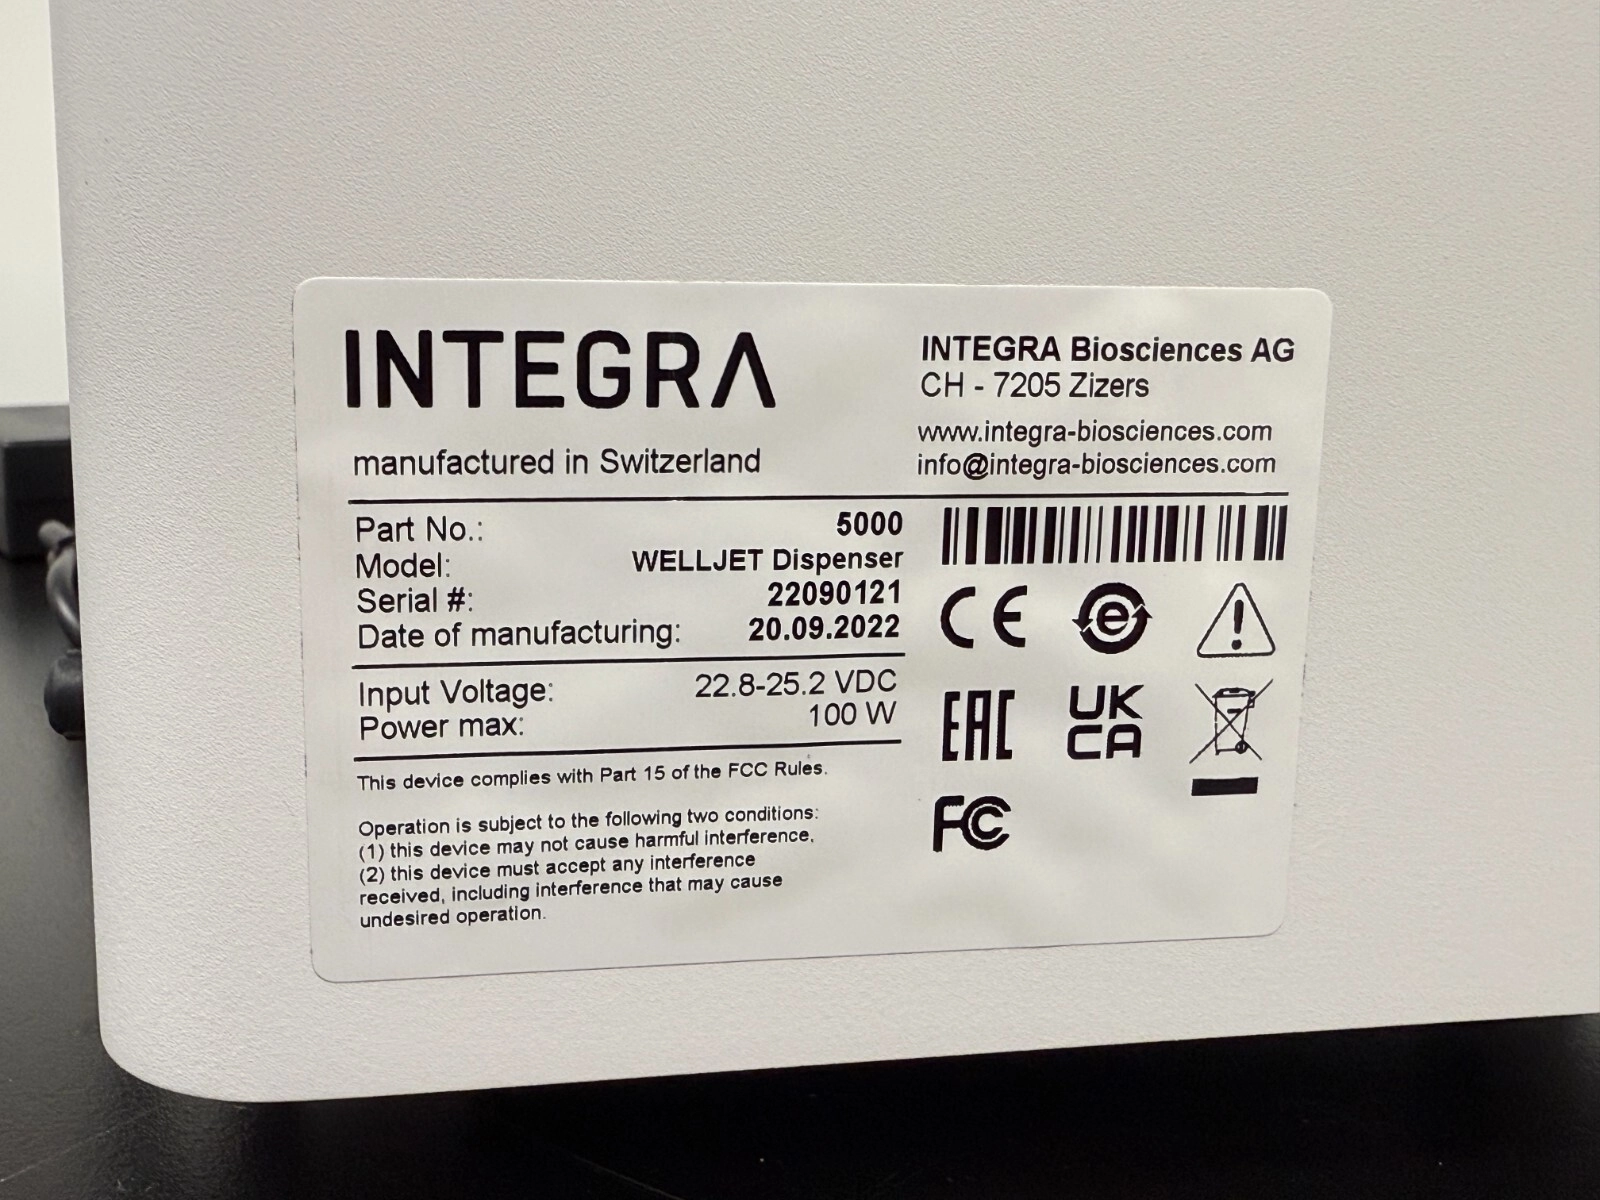 INTEGRA
manufactured in Switzerland
INTEGRA Biosciences AG
CH - 7205 Zizers
www.integra-biosciences.com
info@integra-biosciences.com
Part No.: 5000
Model: WELLJET Dispenser
Serial #: 22090121
Date of manufacturing: 20.09.2022
Input Voltage: 22.8-25.2 VDC
Power max: 100 W
This device complies with Part 15 of the FCC Rules.
Operation is subject to the following two conditions:
(1) this device may not cause harmful interference,
(2) this device must accept any interference
received, including interference that may cause
undesired operation.
CE
e
!
EAC
UK
CA
FC